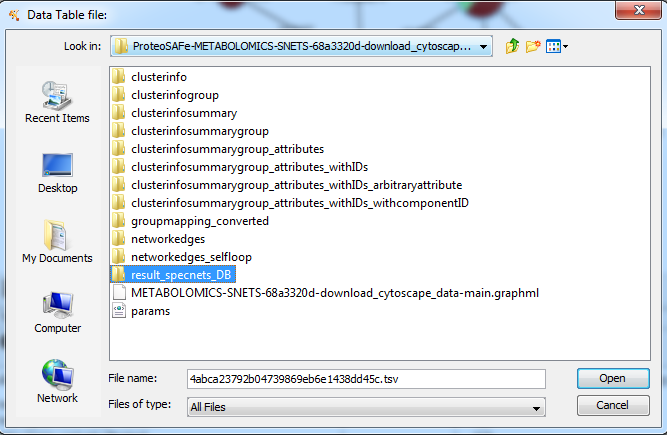 Data Table file:
Look in:
ProteoSAFe-METABOLOMICS-SNETS-68a3320d-download_cytoscape...
Recent Items
Desktop
My Documents
Computer
Network
clusterinfo
clusterinfogroup
clusterinfosummary
clusterinfosummarygroup
clusterinfosummarygroup_attributes
clusterinfosummarygroup_attributes_withIDs
clusterinfosummarygroup_attributes_withIDs_arbitraryattribute
clusterinfosummarygroup_attributes_withIDs_withcomponentID
groupmapping_converted
networkedges
networkedges_selfloop
result_specnets_DB
METABOLOMICS-SNETS-68a3320d-download_cytoscape_data-main.graphml
params
File name:
4abca23792b04739869eb6e1438dd45c.tsv
Open
Files of type:
All Files
Cancel